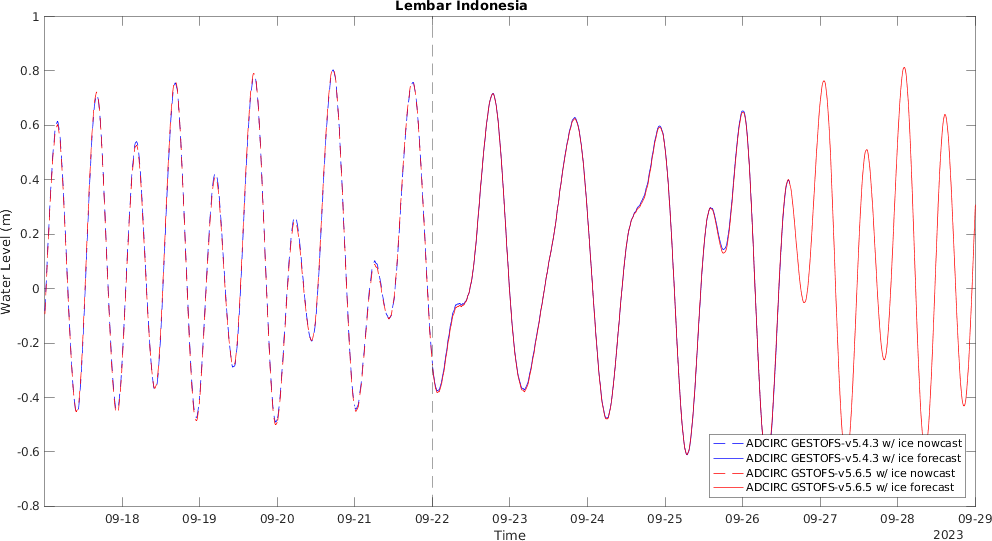 Lembar Indonesia
1
0.8
0.6
0.4
0.2
0
-0.2
-0.4
-0.6
-0.8
Water Level (m)
ADCIRC GESTOFS-v5.4.3 w/ ice nowcast
ADCIRC GESTOFS-v5.4.3 w/ ice forecast
ADCIRC GSTOFS-v5.6.5 w/ ice nowcast
ADCIRC GSTOFS-v5.6.5 w/ ice forecast
09-18 09-19 09-20 09-21 09-22 09-23 09-24 09-25 09-26 09-27 09-28 09-29
Time
2023